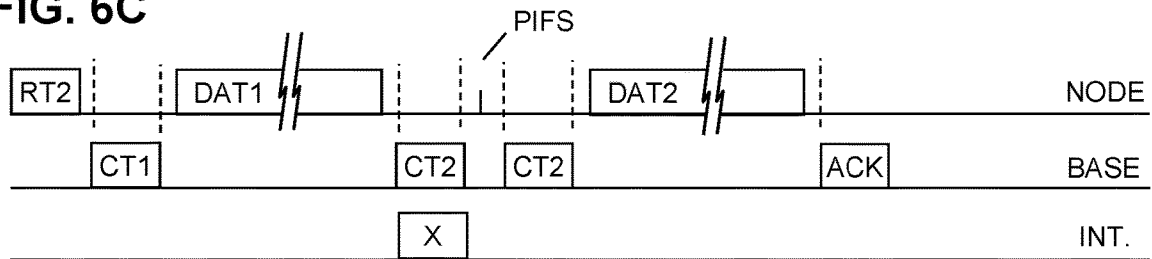 FIG. 6C
PIFS
RT2 DAT1 DAT2 NODE
CT1 CT2 CT2 ACK BASE
X INT.